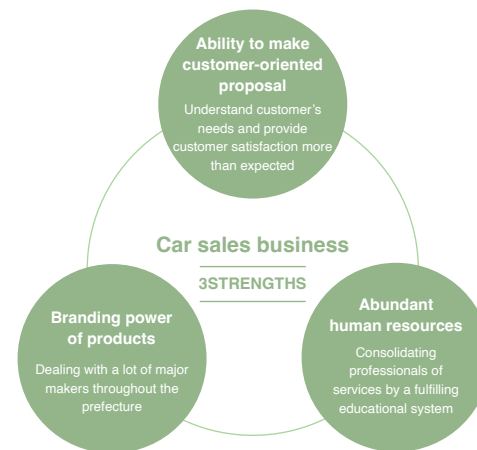 Ability to make
customer-oriented
proposal
Understand customer's
needs and provide
customer satisfaction more
than expected
Car sales business
3STRENGTHS
Branding power
of products
Dealing with a lot of major
makers throughout the
prefecture
Abundant
human resources
Consolidating
professionals of
services by a fulfilling
educational system